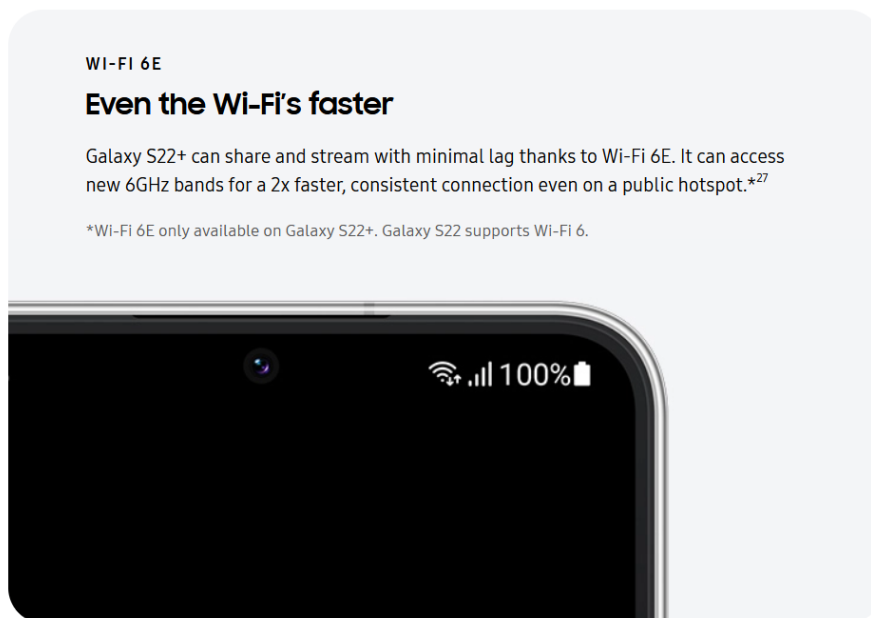 WI-FI 6E
Even the Wi-Fi's faster
Galaxy S22+ can share and stream with minimal lag thanks to Wi-Fi 6E. It can access
new 6GHz bands for a 2x faster, consistent connection even on a public hotspot.*27
*Wi-Fi 6E only available on Galaxy S22+. Galaxy S22 supports Wi-Fi 6.
100%